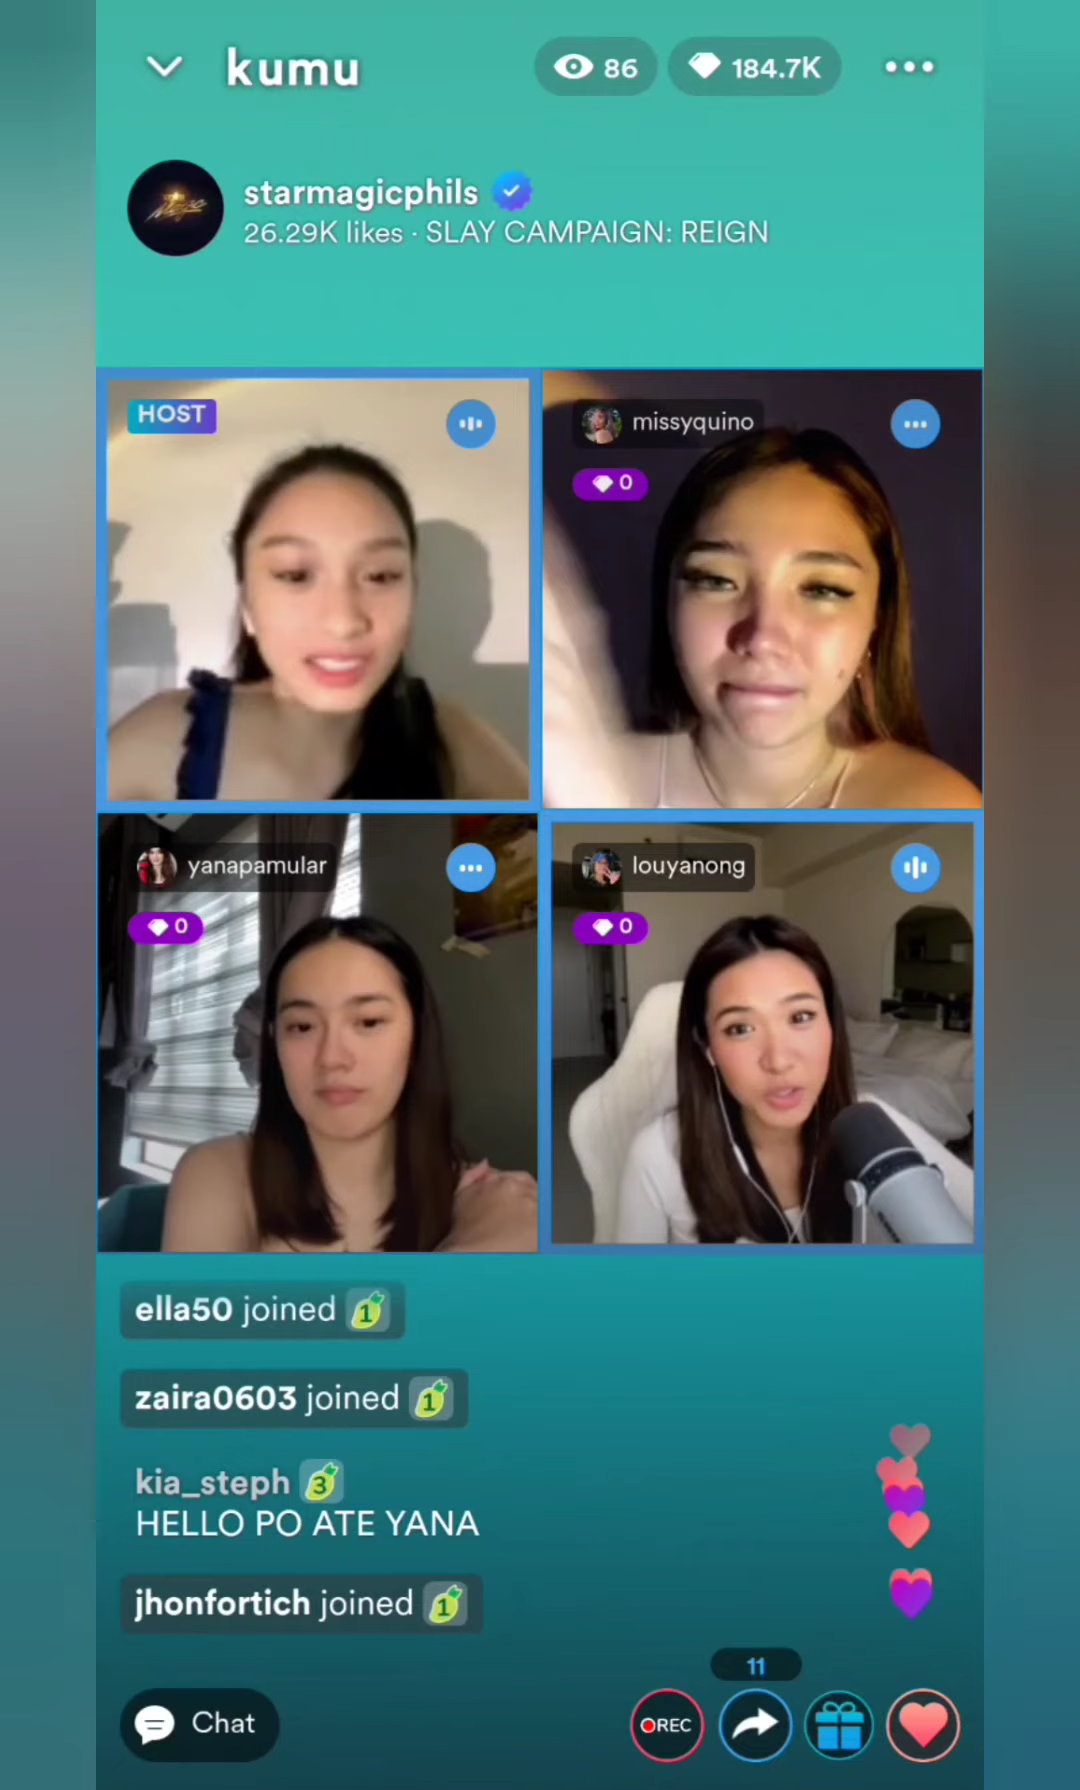 kumu
86
184.7K
starmagicphils
26.29K likes · SLAY CAMPAIGN: REIGN
HOST
missyquino
0
yanapamular
0
louyanong
0
ella50 joined 1
zaira0603 joined 1
kia_steph 3
HELLO PO ATE YANA
jhonfortich joined 1
11
Chat
REC